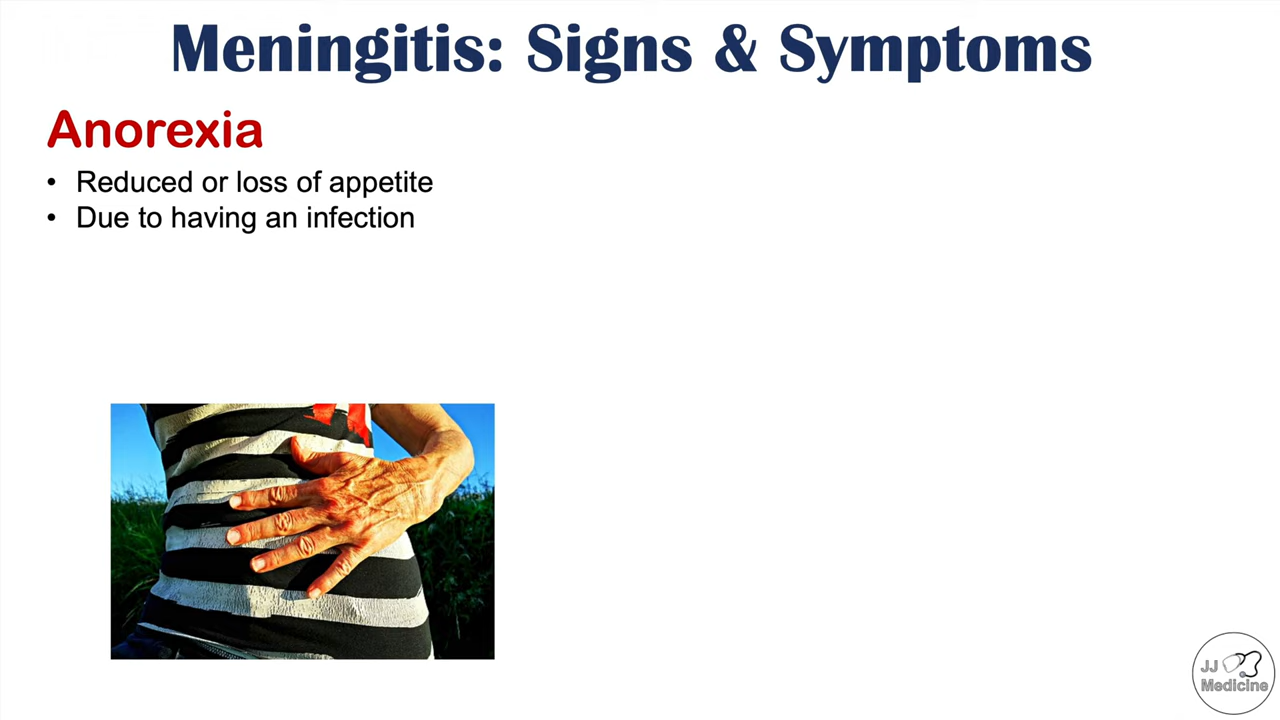 Meningitis: Signs & Symptoms
Anorexia
• Reduced or loss of appetite
• Due to having an infection
JJ
Medicine